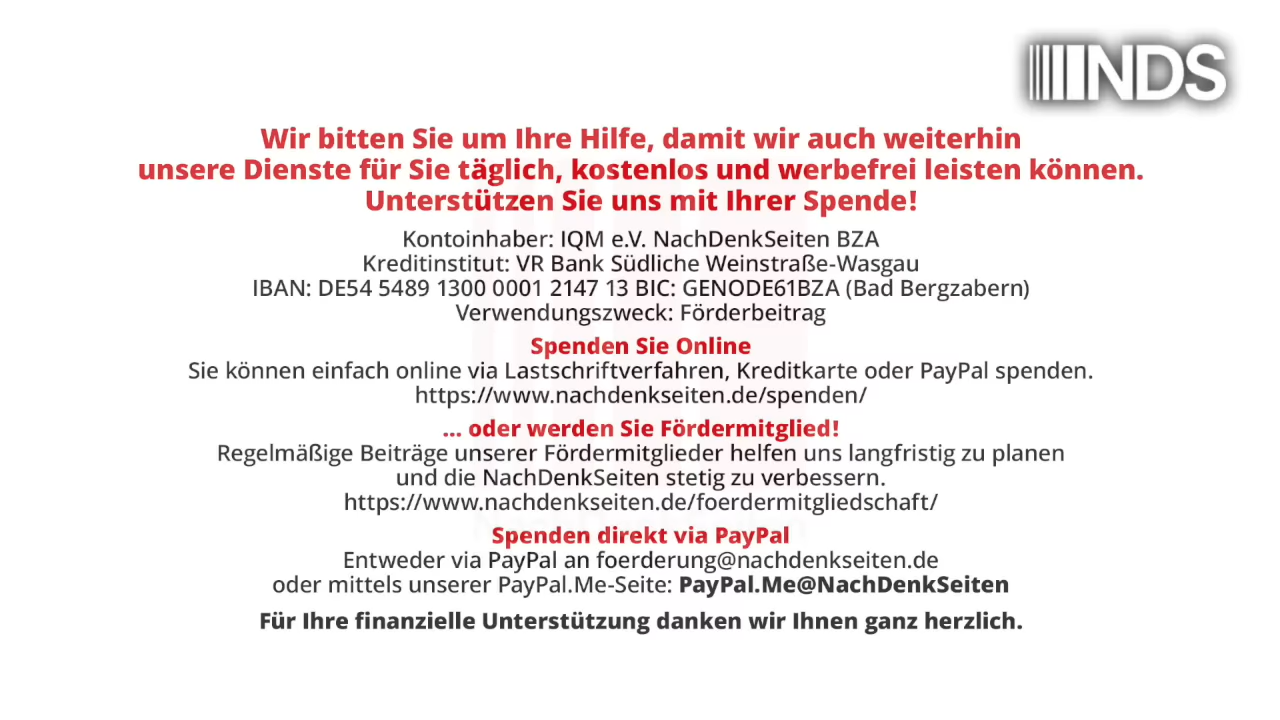 NDS
Wir bitten Sie um Ihre Hilfe, damit wir auch weiterhin
unsere Dienste für Sie täglich, kostenlos und werbefrei leisten können.
Unterstützen Sie uns mit Ihrer Spende!
Kontoinhaber: IQM e.V. NachDenkSeiten BZA
Kreditinstitut: VR Bank Südliche Weinstraße-Wasgau
IBAN: DE54 5489 1300 0001 2147 13 BIC: GENODE61BZA (Bad Bergzabern)
Verwendungszweck: Förderbeitrag
Spenden Sie Online
Sie können einfach online via Lastschriftverfahren, Kreditkarte oder PayPal spenden.
https://www.nachdenkseiten.de/spenden/
... oder werden Sie Fördermitglied!
Regelmäßige Beiträge unserer Fördermitglieder helfen uns langfristig zu planen
und die NachDenkSeiten stetig zu verbessern.
https://www.nachdenkseiten.de/foerdermitgliedschaft/
Spenden direkt via PayPal
Entweder via PayPal an foerderung@nachdenkseiten.de
oder mittels unserer PayPal.Me-Seite: PayPal.Me@NachDenkSeiten
Für Ihre finanzielle Unterstützung danken wir Ihnen ganz herzlich.